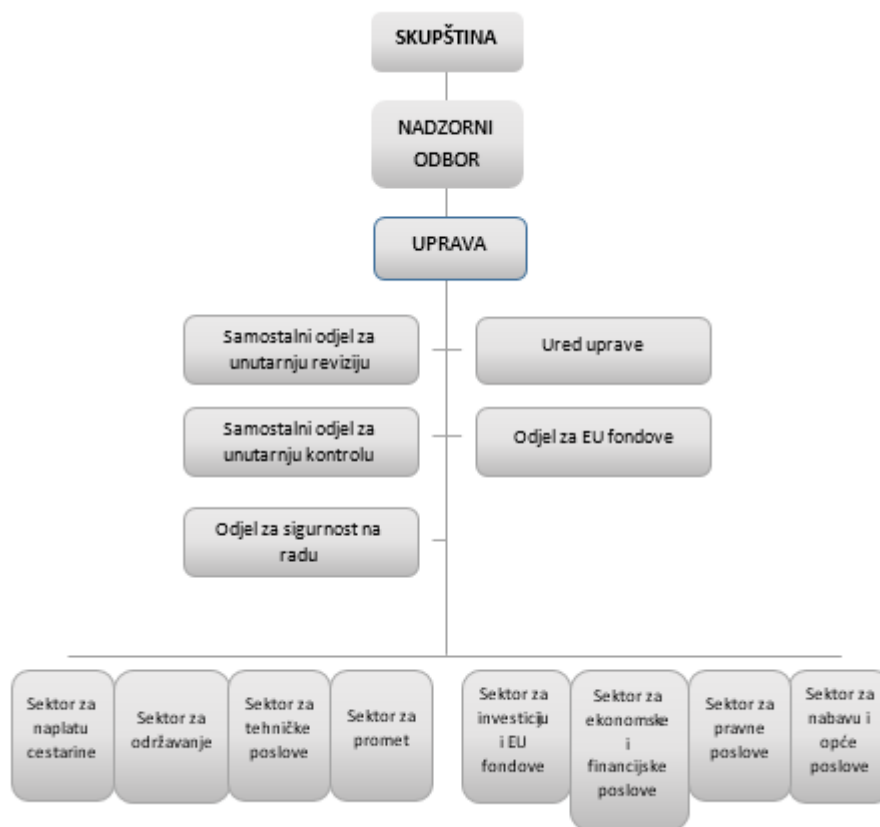 SKUPŠTINA
NADZORNI
ODBOR
UPRAVA
Samostalni odjel za
unutarnju reviziju
Ured uprave
Samostalni odjel za
unutarnju kontrolu
Odjel za EU fondove
Odjel za sigurnost na
radu
Sektor za
naplatu
cestarine
Sektor za
održavanje
Sektor za
tehničke
poslove
Sektor za
promet
Sektor za
investiciju
i EU
fondove
Sektor za
ekonomske
i
financijske
poslove
Sektor za
pravne
poslove
Sektor za
nabavu i
opće
poslove